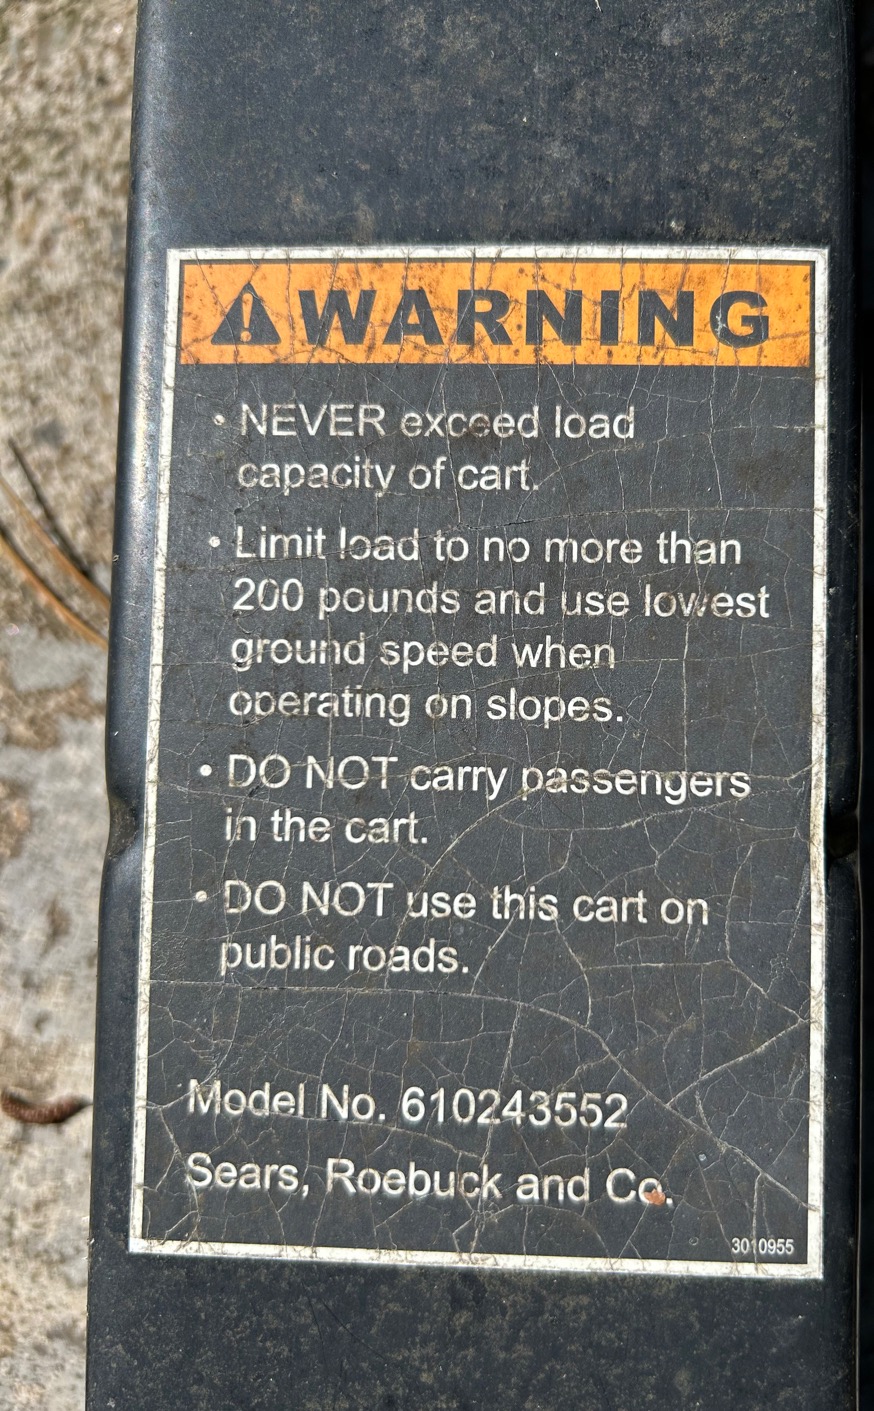 WARNING
• NEVER exceed load
capacity of cart.
• Limit load to no more than
200 pounds and use lowest
ground speed when
operating on slopes.
• DO NOT carry passengers
in the cart.
• DO NOT use this cart on
public roads.
Model No. 610243552
Sears, Roebuck and Co.
3010955